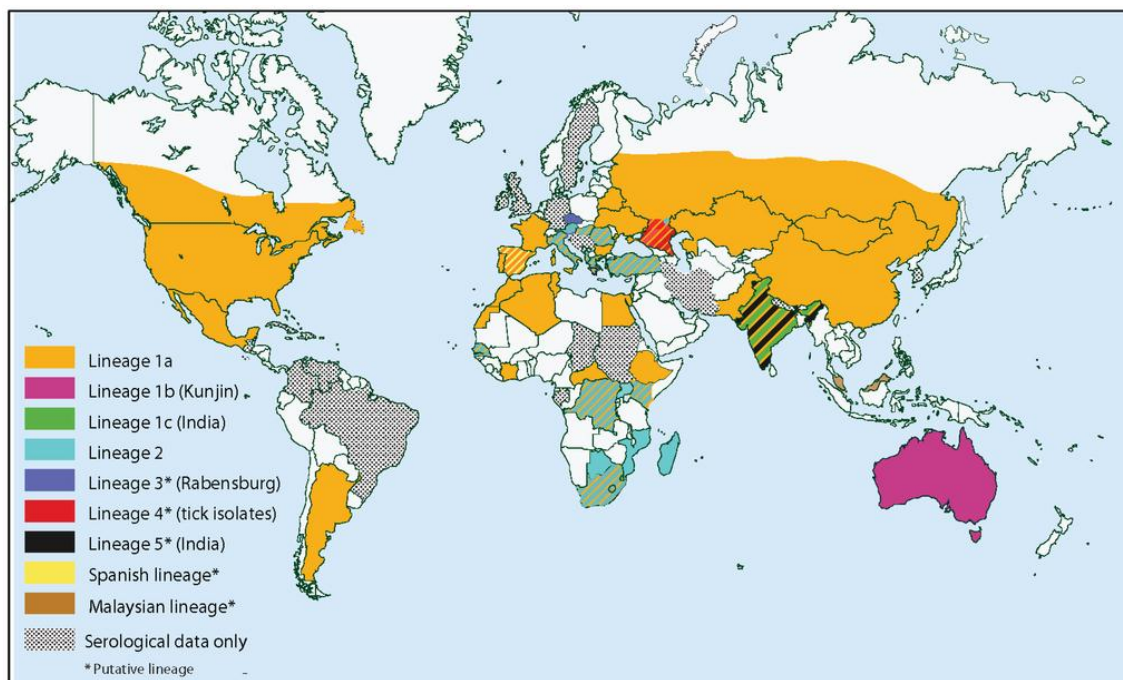 Lineage 1a
Lineage 1b (Kunjin)
Lineage 1c (India)
Lineage 2
Lineage 3* (Rabensburg)
Lineage 4* (tick isolates)
Lineage 5* (India)
Spanish lineage*
Malaysian lineage*
Serological data only
* Putative lineage